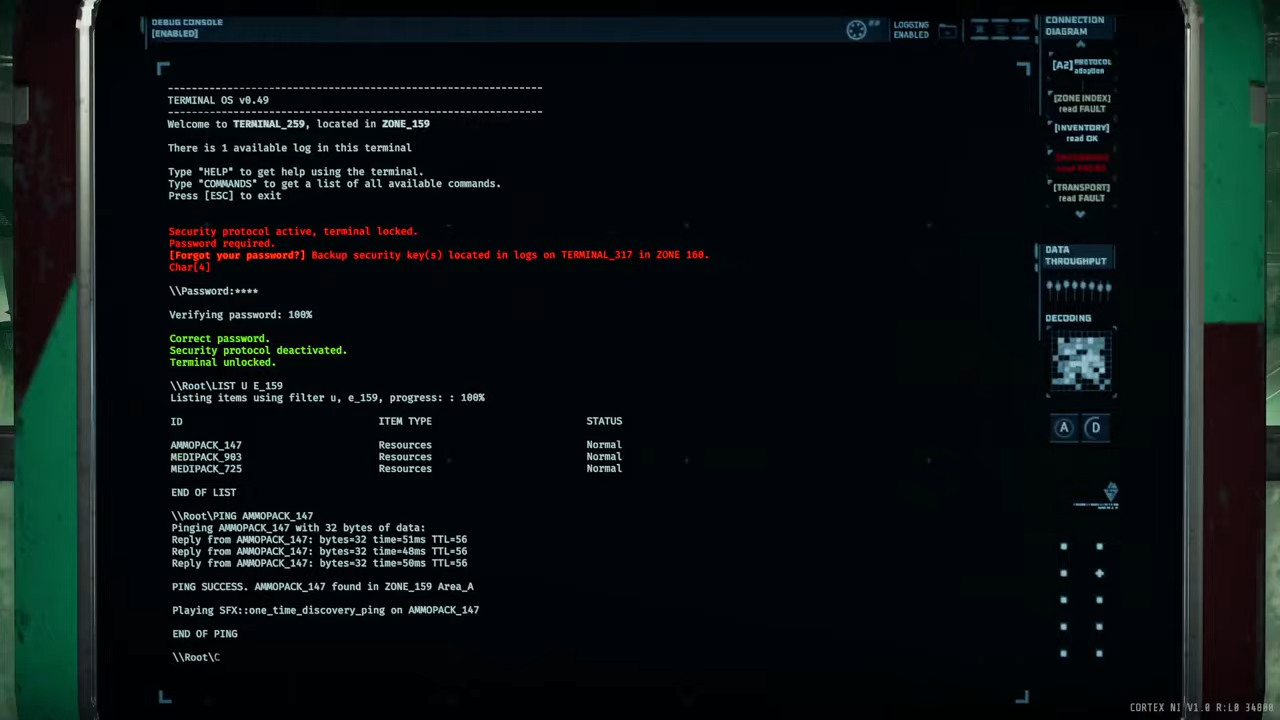 DEBUG CONSOLE
[ENABLED]
LOGGING
ENABLED
--------------------------------------------------------------
TERMINAL OS v0.49
--------------------------------------------------------------
Welcome to TERMINAL_259, located in ZONE_159
There is 1 available log in this terminal
Type "HELP" to get help using the terminal.
Type "COMMANDS" to get a list of all available commands.
Press [ESC] to exit
Security protocol active, terminal locked.
Password required.
[Forgot your password?] Backup security key(s) located in logs on TERMINAL_317 in ZONE 160.
Char[4]
\\Password:****
Verifying password: 100%
Correct password.
Security protocol deactivated.
Terminal unlocked.
\\Root\LIST U E_159
Listing items using filter u, e_159, progress: : 100%
ID ITEM TYPE STATUS
AMMOPACK_147 Resources Normal
MEDIPACK_903 Resources Normal
MEDIPACK_725 Resources Normal
END OF LIST
\\Root\PING AMMOPACK_147
Pinging AMMOPACK_147 with 32 bytes of data:
Reply from AMMOPACK_147: bytes=32 time=51ms TTL=56
Reply from AMMOPACK_147: bytes=32 time=48ms TTL=56
Reply from AMMOPACK_147: bytes=32 time=50ms TTL=56
PING SUCCESS. AMMOPACK_147 found in ZONE_159 Area_A
Playing SFX::one_time_discovery_ping on AMMOPACK_147
END OF PING
\\Root\C
CONNECTION
DIAGRAM
[A2] PROTOCOL
adaption
[ZONE INDEX]
read FAULT
[INVENTORY]
read OK
[TRANSPORT]
read FAULT
DATA
THROUGHPUT
DECODING
A D
CORTEX NI V1.0 R:L0